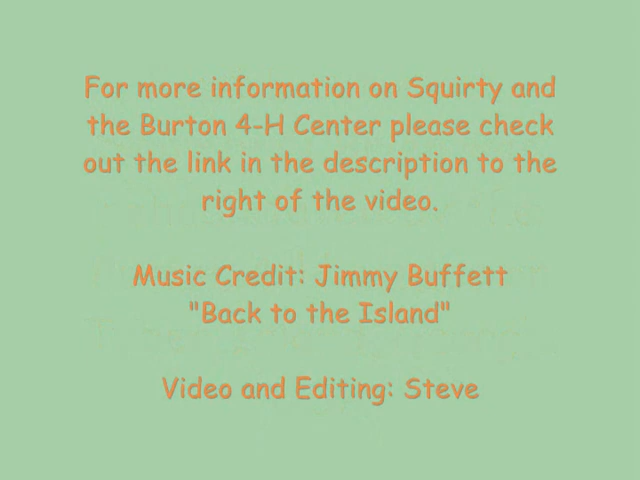 For more information on Squirty and
the Burton 4-H Center please check
out the link in the description to the
right of the video.
Music Credit: Jimmy Buffett
"Back to the Island"
Video and Editing: Steve